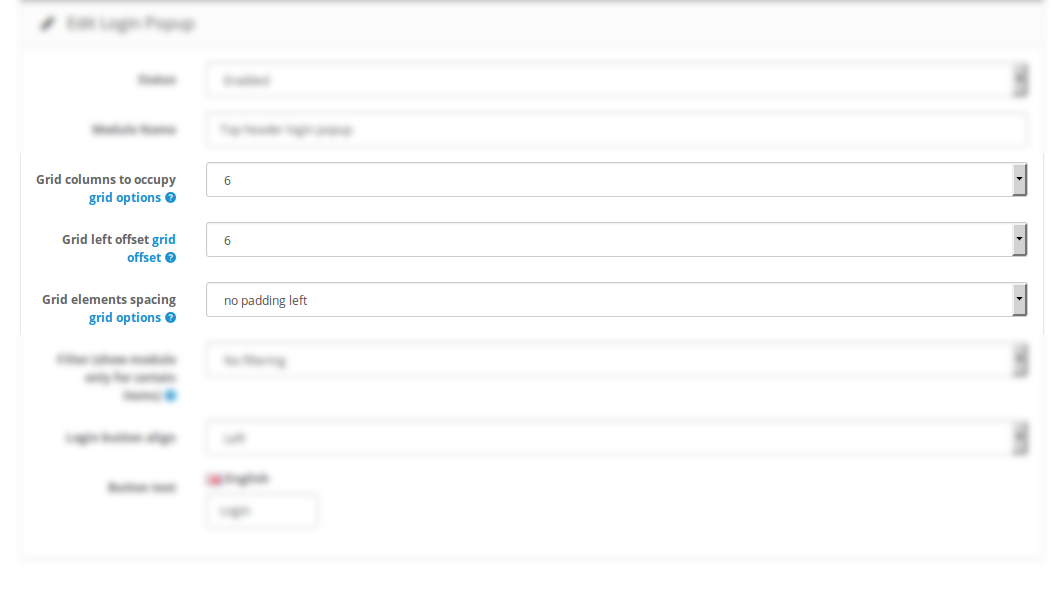 Edit Login Popup
Status
Enabled
Module Name
Top header login popup
Grid columns to occupy
grid options
6
Grid left offset grid
offset
6
Grid elements spacing
grid options
no padding left
Filter (show module
only for certain
items)
No filtering
Login button align
Left
Button text
English
Login